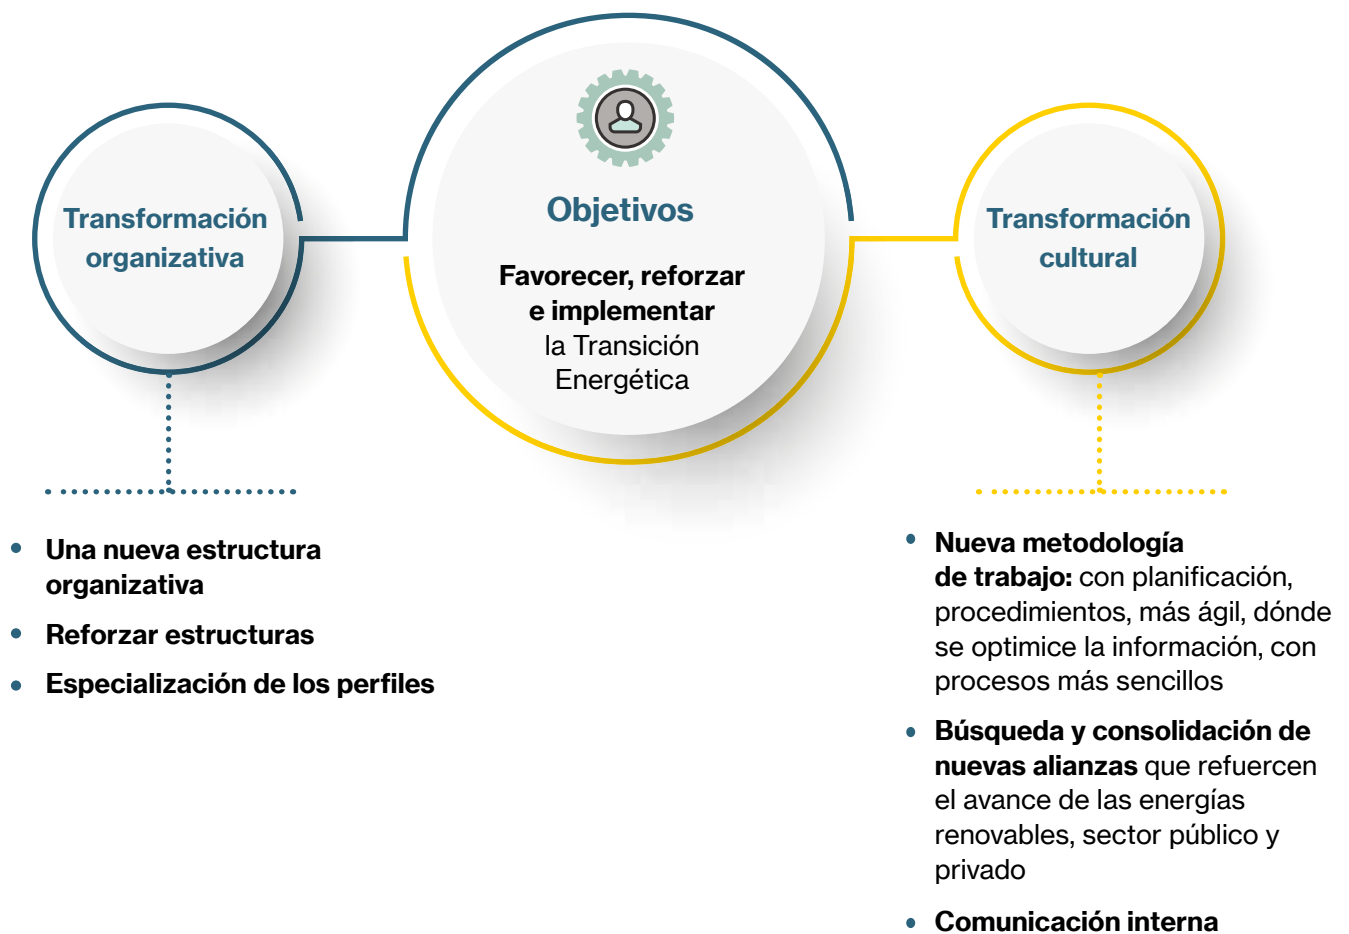 Transformación
organizativa
Objetivos
Favorecer, reforzar
e implementar
la Transición
Energética
Transformación
cultural
Una nueva estructura
organizativa
Reforzar estructuras
Especialización de los perfiles
Nueva metodología
de trabajo: con planificación,
procedimientos, más ágil, dónde
se optimice la información, con
procesos más sencillos
Búsqueda y consolidación de
nuevas alianzas que refuercen
el avance de las energías
renovables, sector público y
privado
Comunicación interna